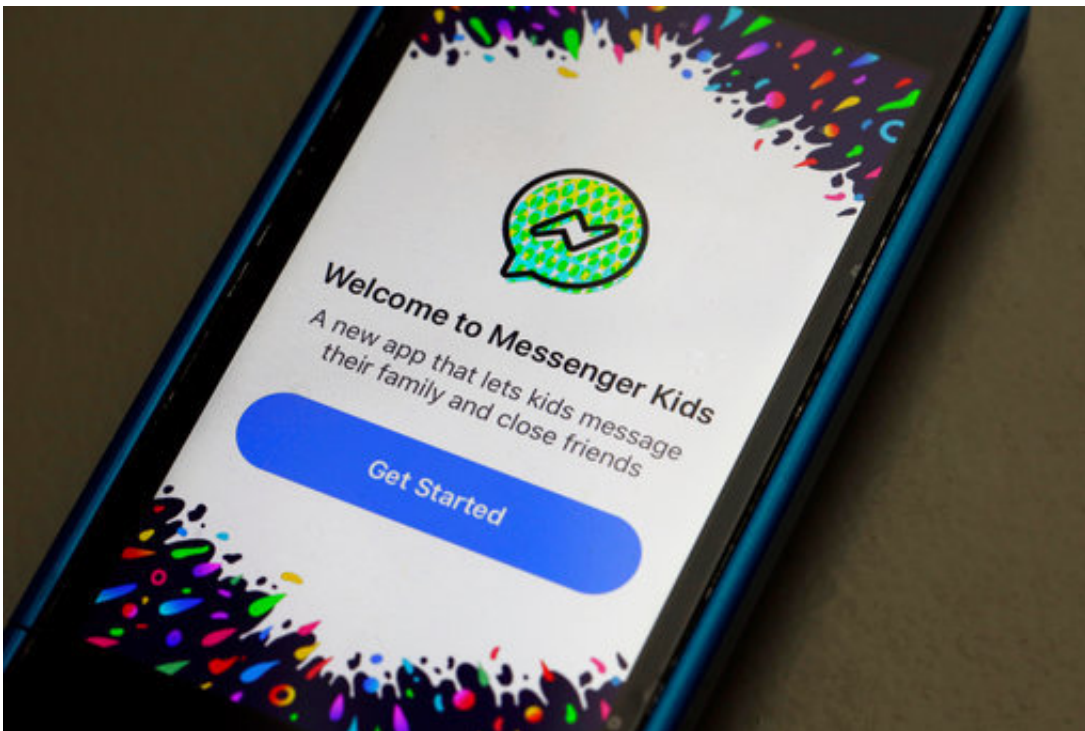 Welcome to Messenger Kids
A new app that lets kids message
their family and close friends
Get Started